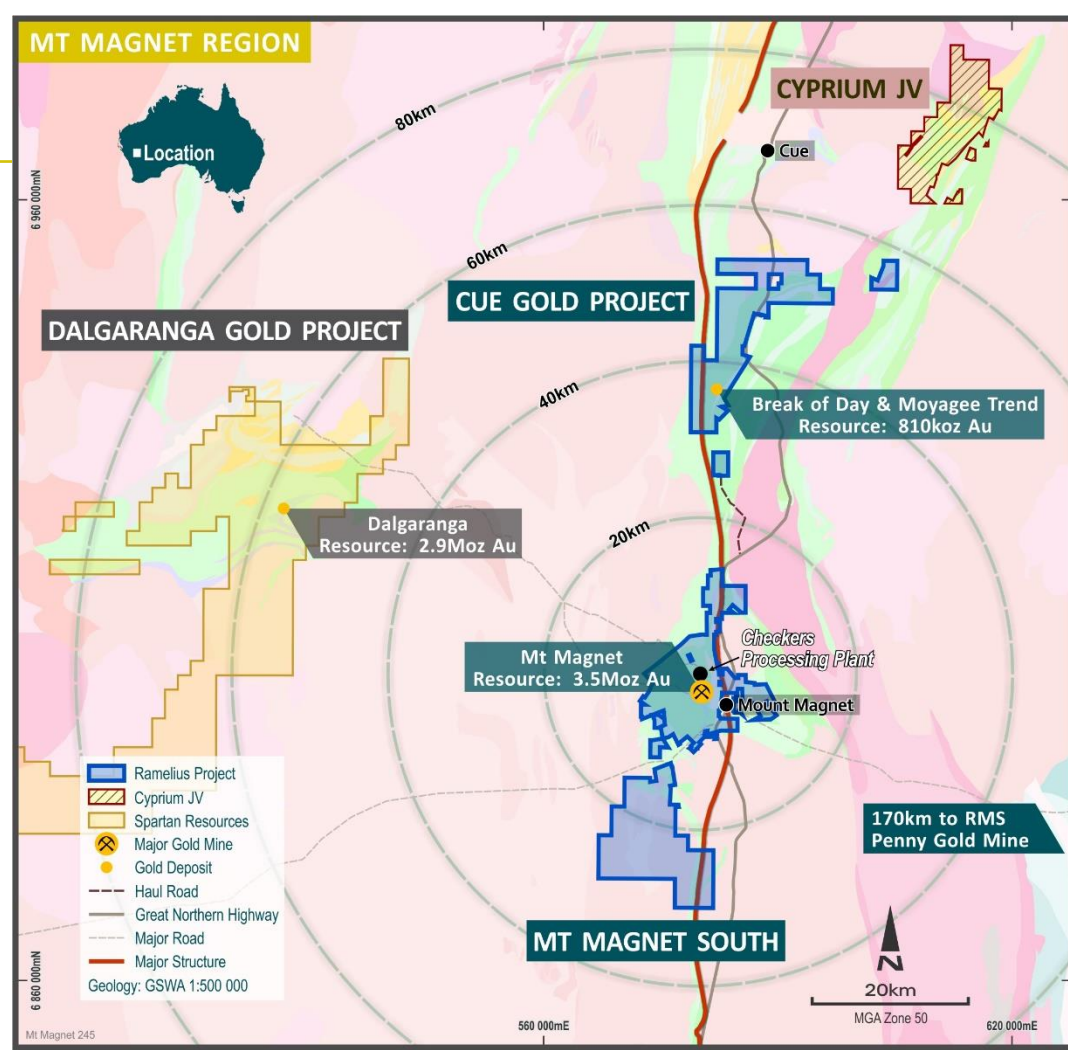 MT MAGNET REGION
Location
CYPRIUM JV
Cue
80km
6 960 000mN
60km
CUE GOLD PROJECT
DALGARANGA GOLD PROJECT
40km
Break of Day & Moyagee Trend
Resource: 810koz Au
20km
Dalgaranga
Resource: 2.9Moz Au
Checkers
Processing Plant
Mt Magnet
Resource: 3.5Moz Au
Mount Magnet
Ramelius Project
Cyprium JV
Spartan Resources
Major Gold Mine
Gold Deposit
Haul Road
Great Northern Highway
Major Road
Major Structure
Geology: GSWA 1:500 000
170km to RMS
Penny Gold Mine
MT MAGNET SOUTH
N
20km
MGA Zone 50
6 860 000mN
560 000mE
620 000mE
Mt Magnet 245